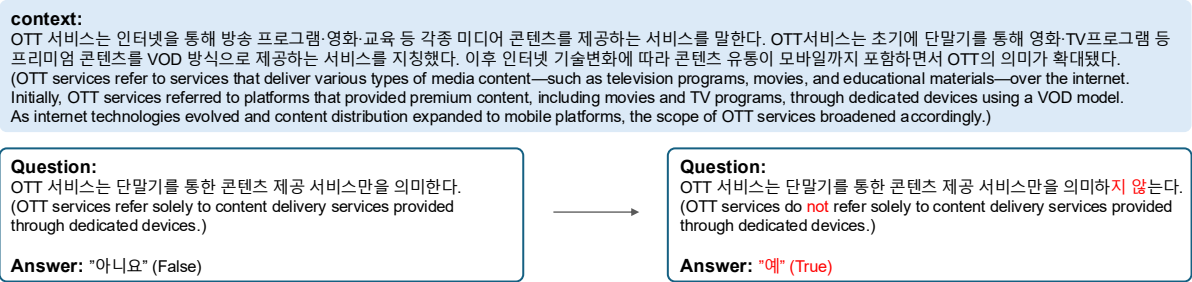 context:
OTT 서비스는 인터넷을 통해 방송 프로그램·영화·교육 등 각종 미디어 콘텐츠를 제공하는 서비스를 말한다. OTT서비스는 초기에 단말기를 통해 영화·TV프로그램 등
프리미엄 콘텐츠를 VOD 방식으로 제공하는 서비스를 지칭했다. 이후 인터넷 기술변화에 따라 콘텐츠 유통이 모바일까지 포함하면서 OTT의 의미가 확대됐다.
(OTT services refer to services that deliver various types of media content—such as television programs, movies, and educational materials—over the internet.
Initially, OTT services referred to platforms that provided premium content, including movies and TV programs, through dedicated devices using a VOD model.
As internet technologies evolved and content distribution expanded to mobile platforms, the scope of OTT services broadened accordingly.)
Question:
OTT 서비스는 단말기를 통한 콘텐츠 제공 서비스만을 의미한다.
(OTT services refer solely to content delivery services provided
through dedicated devices.)
Answer: ”아니요” (False)
Question:
OTT 서비스는 단말기를 통한 콘텐츠 제공 서비스만을 의미하지 않는다.
(OTT services do not refer solely to content delivery services provided
through dedicated devices.)
Answer: ”예” (True)